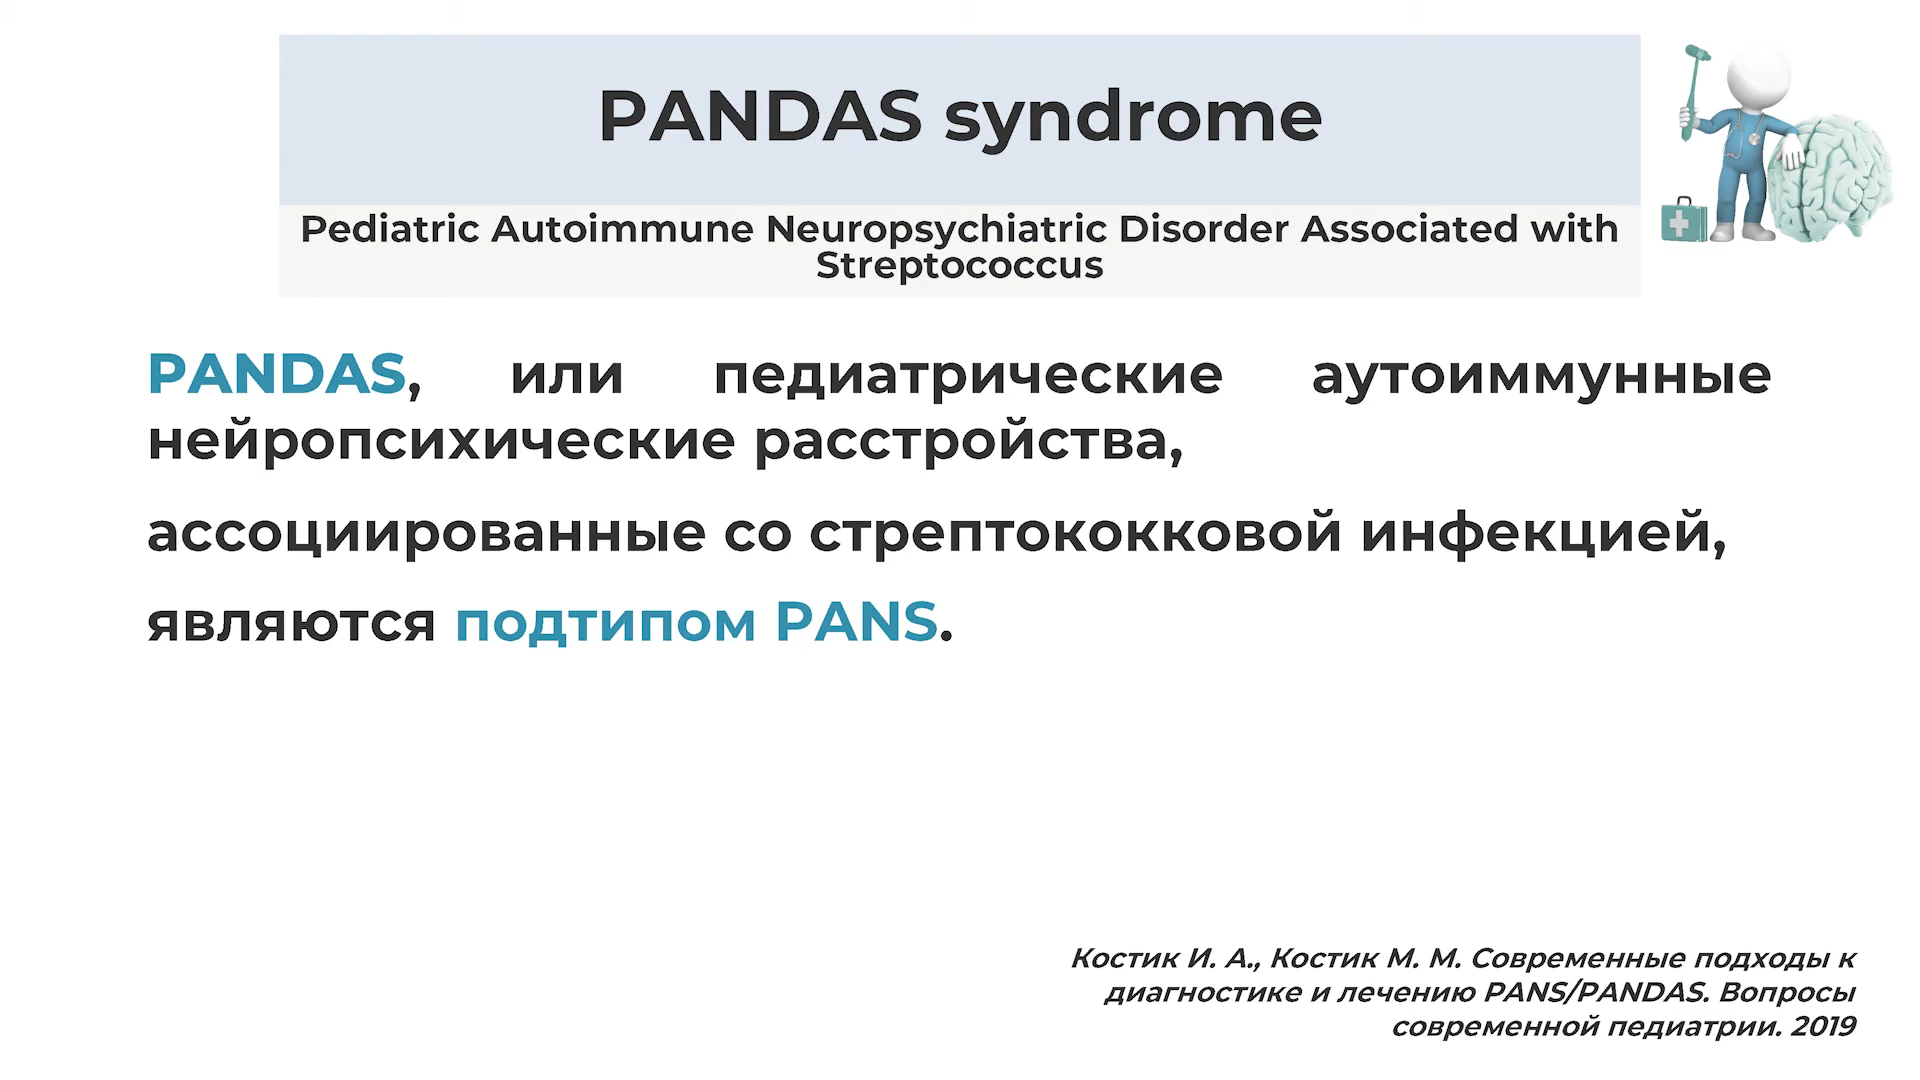 PANDAS syndrome
Pediatric Autoimmune Neuropsychiatric Disorder Associated with
Streptococcus
PANDAS, или педиатрические аутоиммунные
нейропсихические расстройства,
ассоциированные со стрептококковой инфекцией,
являются подтипом PANS.
Костик И. А., Костик М. М. Современные подходы к
диагностике и лечению PANS/PANDAS. Вопросы
современной педиатрии. 2019